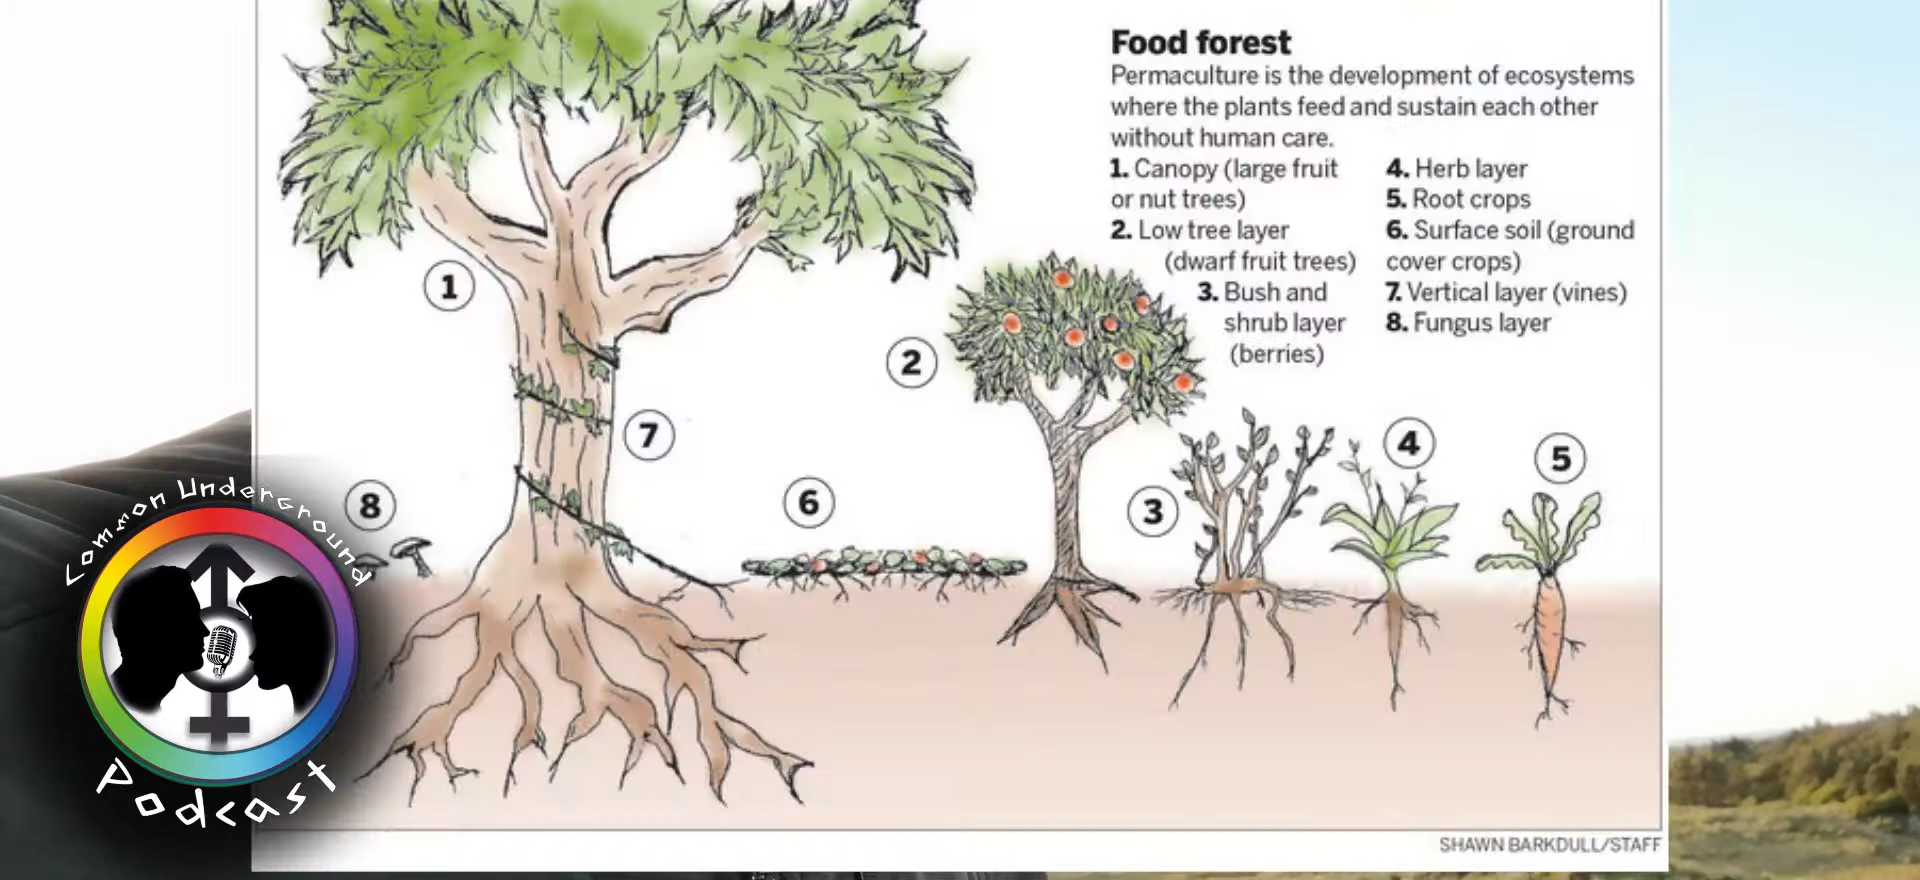 Food forest
Permaculture is the development of ecosystems
where the plants feed and sustain each other
without human care.
1. Canopy (large fruit
or nut trees)
2. Low tree layer
(dwarf fruit trees)
3. Bush and
shrub layer
(berries)
4. Herb layer
5. Root crops
6. Surface soil (ground
cover crops)
7. Vertical layer (vines)
8. Fungus layer
1
2
7
4
5
8
6
3
Common Underground
Podcast
SHAWN BARKDULL/STAFF